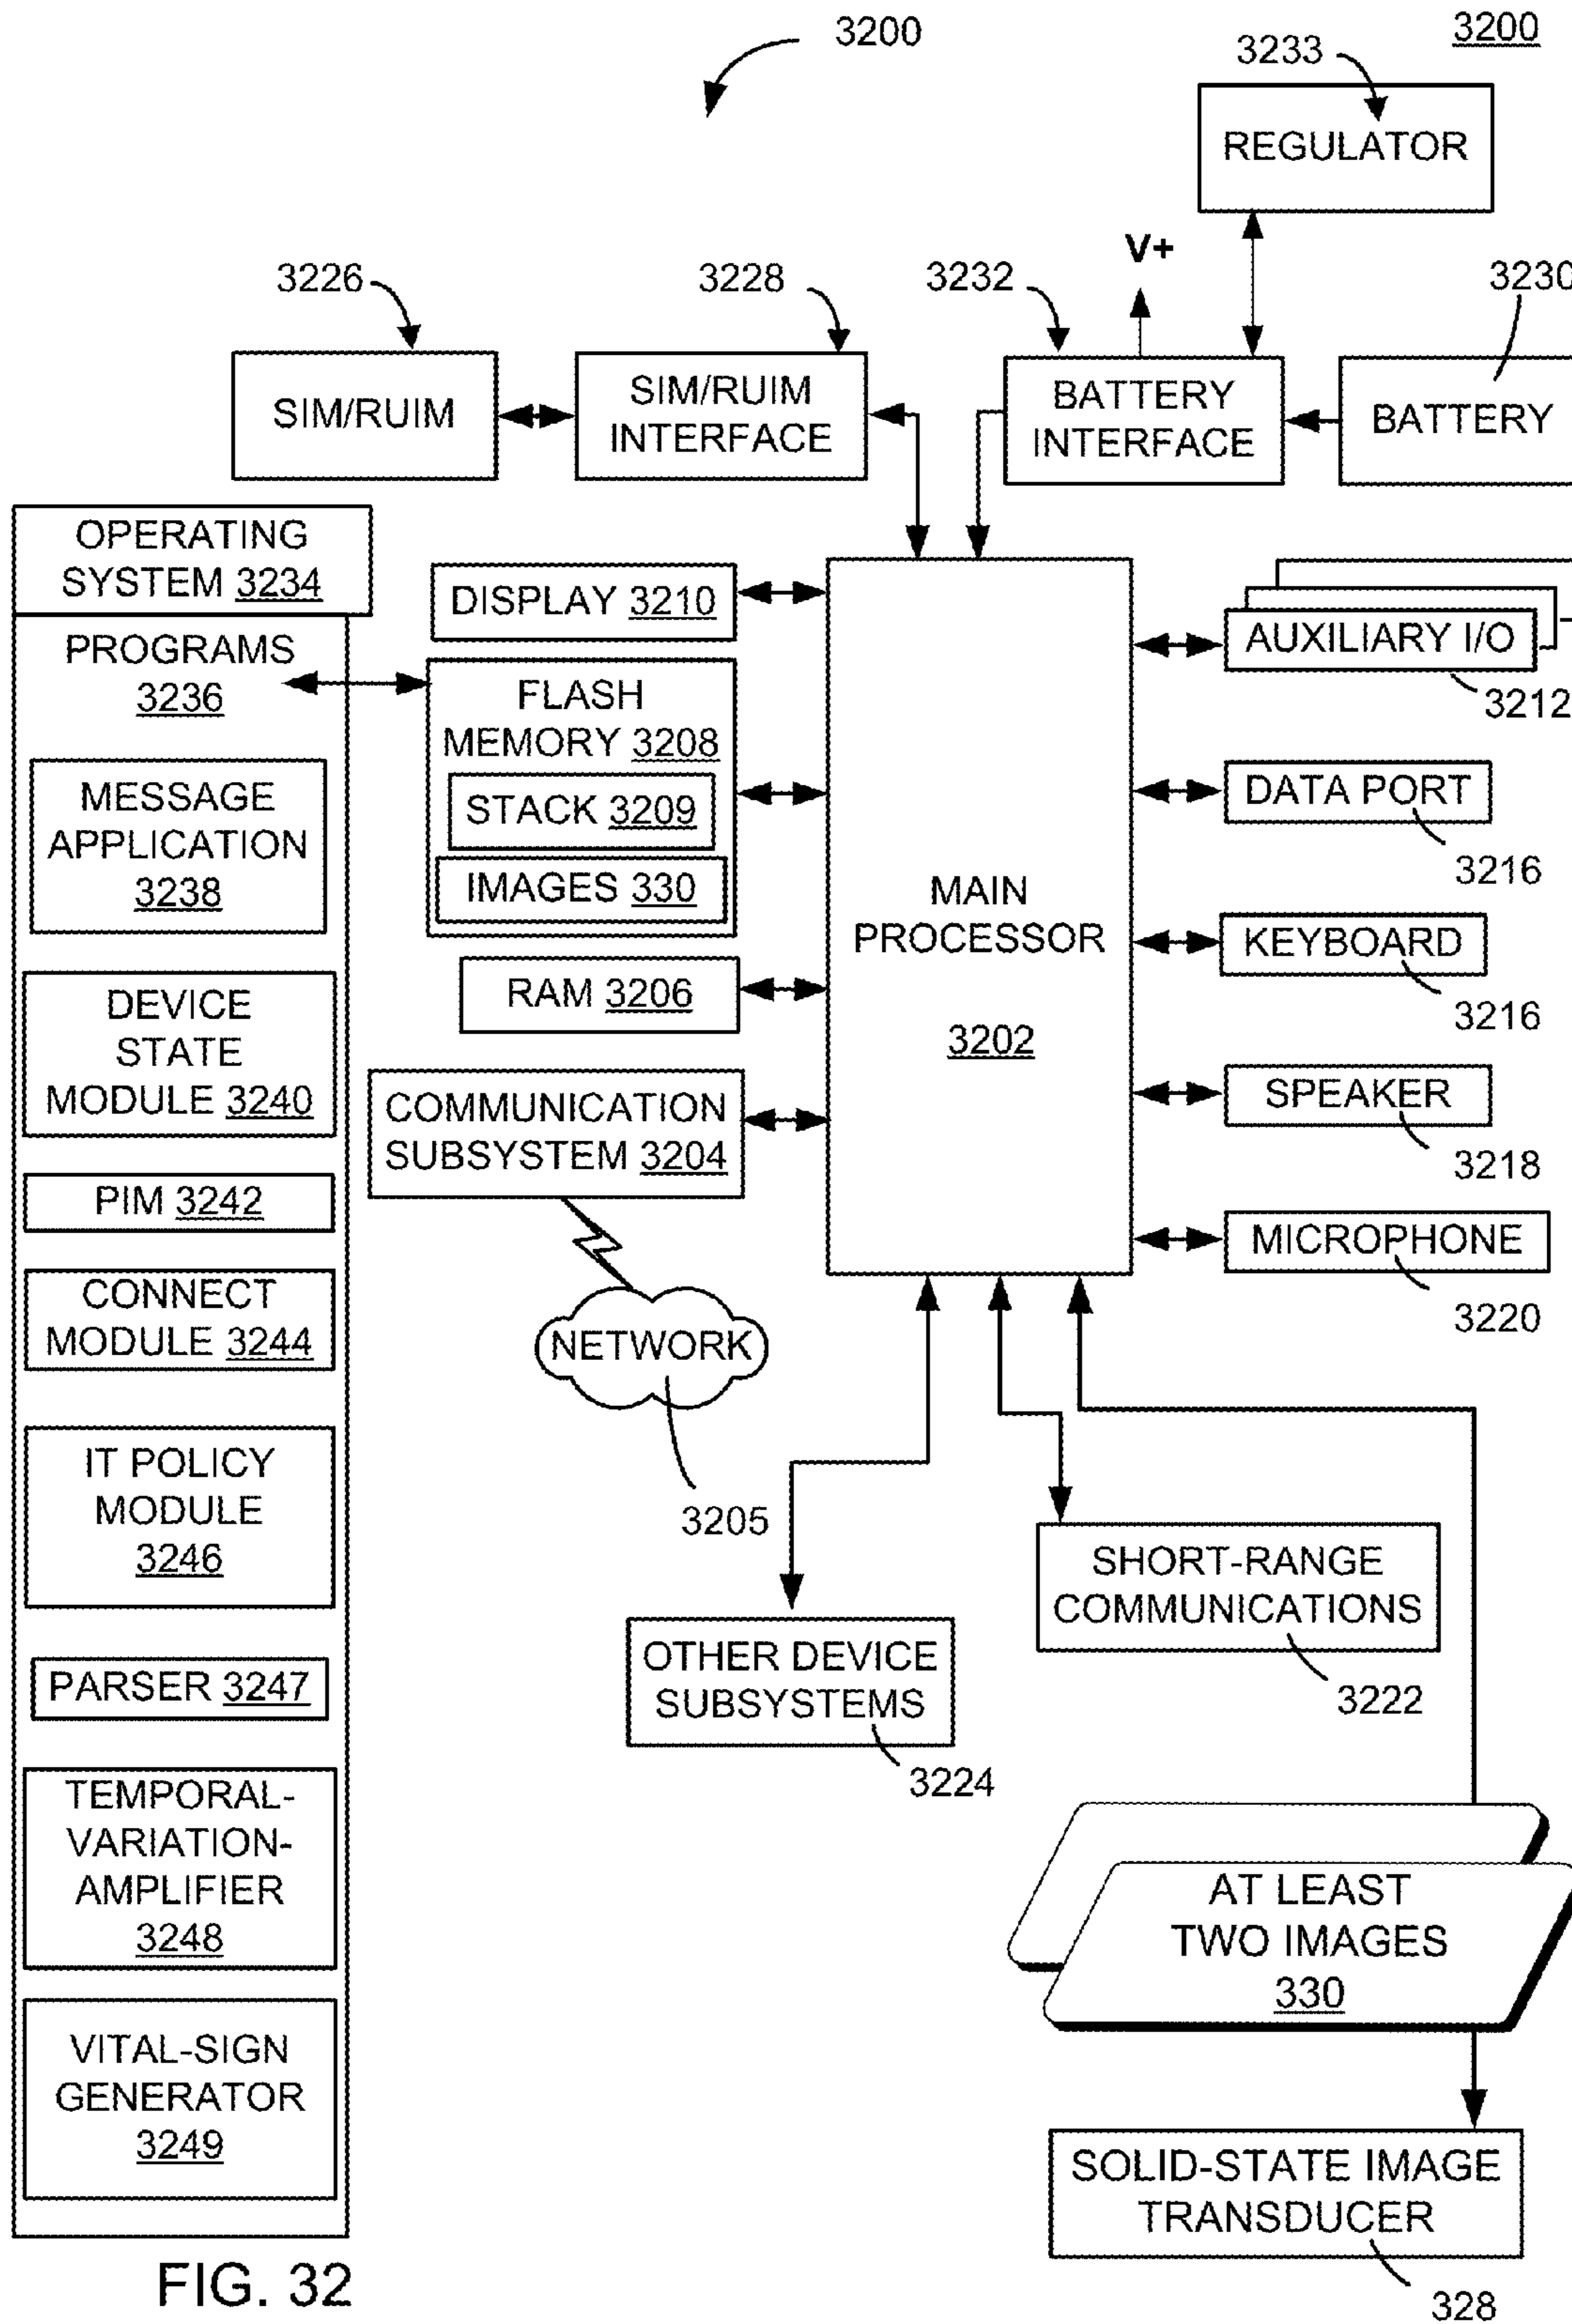 3200
3200
3233
REGULATOR
V+
3226
3228
3232
3230
SIM/RUIM
SIM/RUIM
INTERFACE
BATTERY
INTERFACE
BATTERY
OPERATING
SYSTEM 3234
PROGRAMS
3236
MESSAGE
APPLICATION
3238
DEVICE
STATE
MODULE 3240
PIM 3242
CONNECT
MODULE 3244
IT POLICY
MODULE
3246
PARSER 3247
TEMPORAL-
VARIATION-
AMPLIFIER
3248
VITAL-SIGN
GENERATOR
3249
DISPLAY 3210
FLASH
MEMORY 3208
STACK 3209
IMAGES 330
RAM 3206
COMMUNICATION
SUBSYSTEM 3204
NETWORK
3205
MAIN
PROCESSOR
3202
AUXILIARY I/O
3212
DATA PORT
3216
KEYBOARD
3216
SPEAKER
3218
MICROPHONE
3220
SHORT-RANGE
COMMUNICATIONS
3222
OTHER DEVICE
SUBSYSTEMS
3224
AT LEAST
TWO IMAGES
330
SOLID-STATE IMAGE
TRANSDUCER
328
FIG. 32